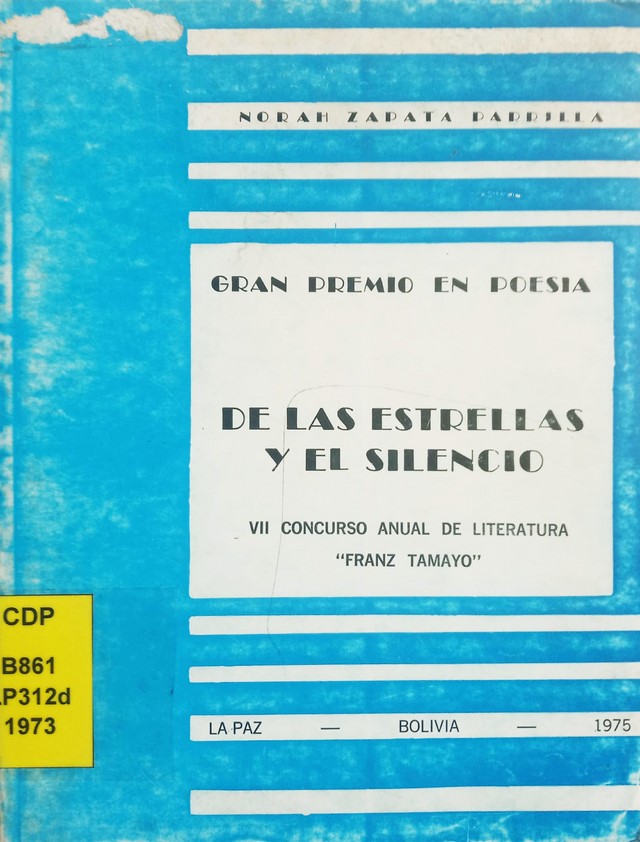 NORAH ZAPATA PARRILLA
GRAN PREMIO EN POESIA
DE LAS ESTRELLAS
Y EL SILENCIO
VII CONCURSO ANUAL DE LITERATURA
"FRANZ TAMAYO"
CDP
B861
P312d
1973
LA PAZ — BOLIVIA — 1975